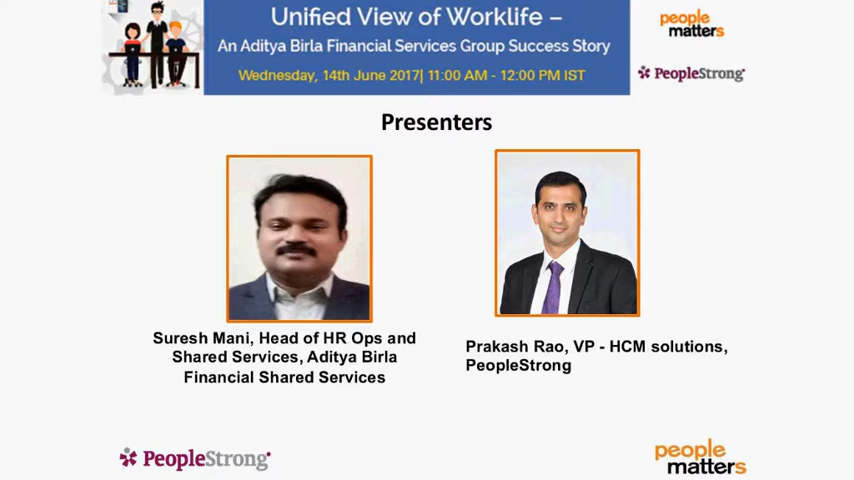 Unified View of Worklife –
An Aditya Birla Financial Services Group Success Story
Wednesday, 14th June 2017| 11:00 AM - 12:00 PM IST
people
matters
PeopleStrong
Presenters
Suresh Mani, Head of HR Ops and
Shared Services, Aditya Birla
Financial Shared Services
Prakash Rao, VP - HCM solutions,
PeopleStrong
PeopleStrong
people
matters